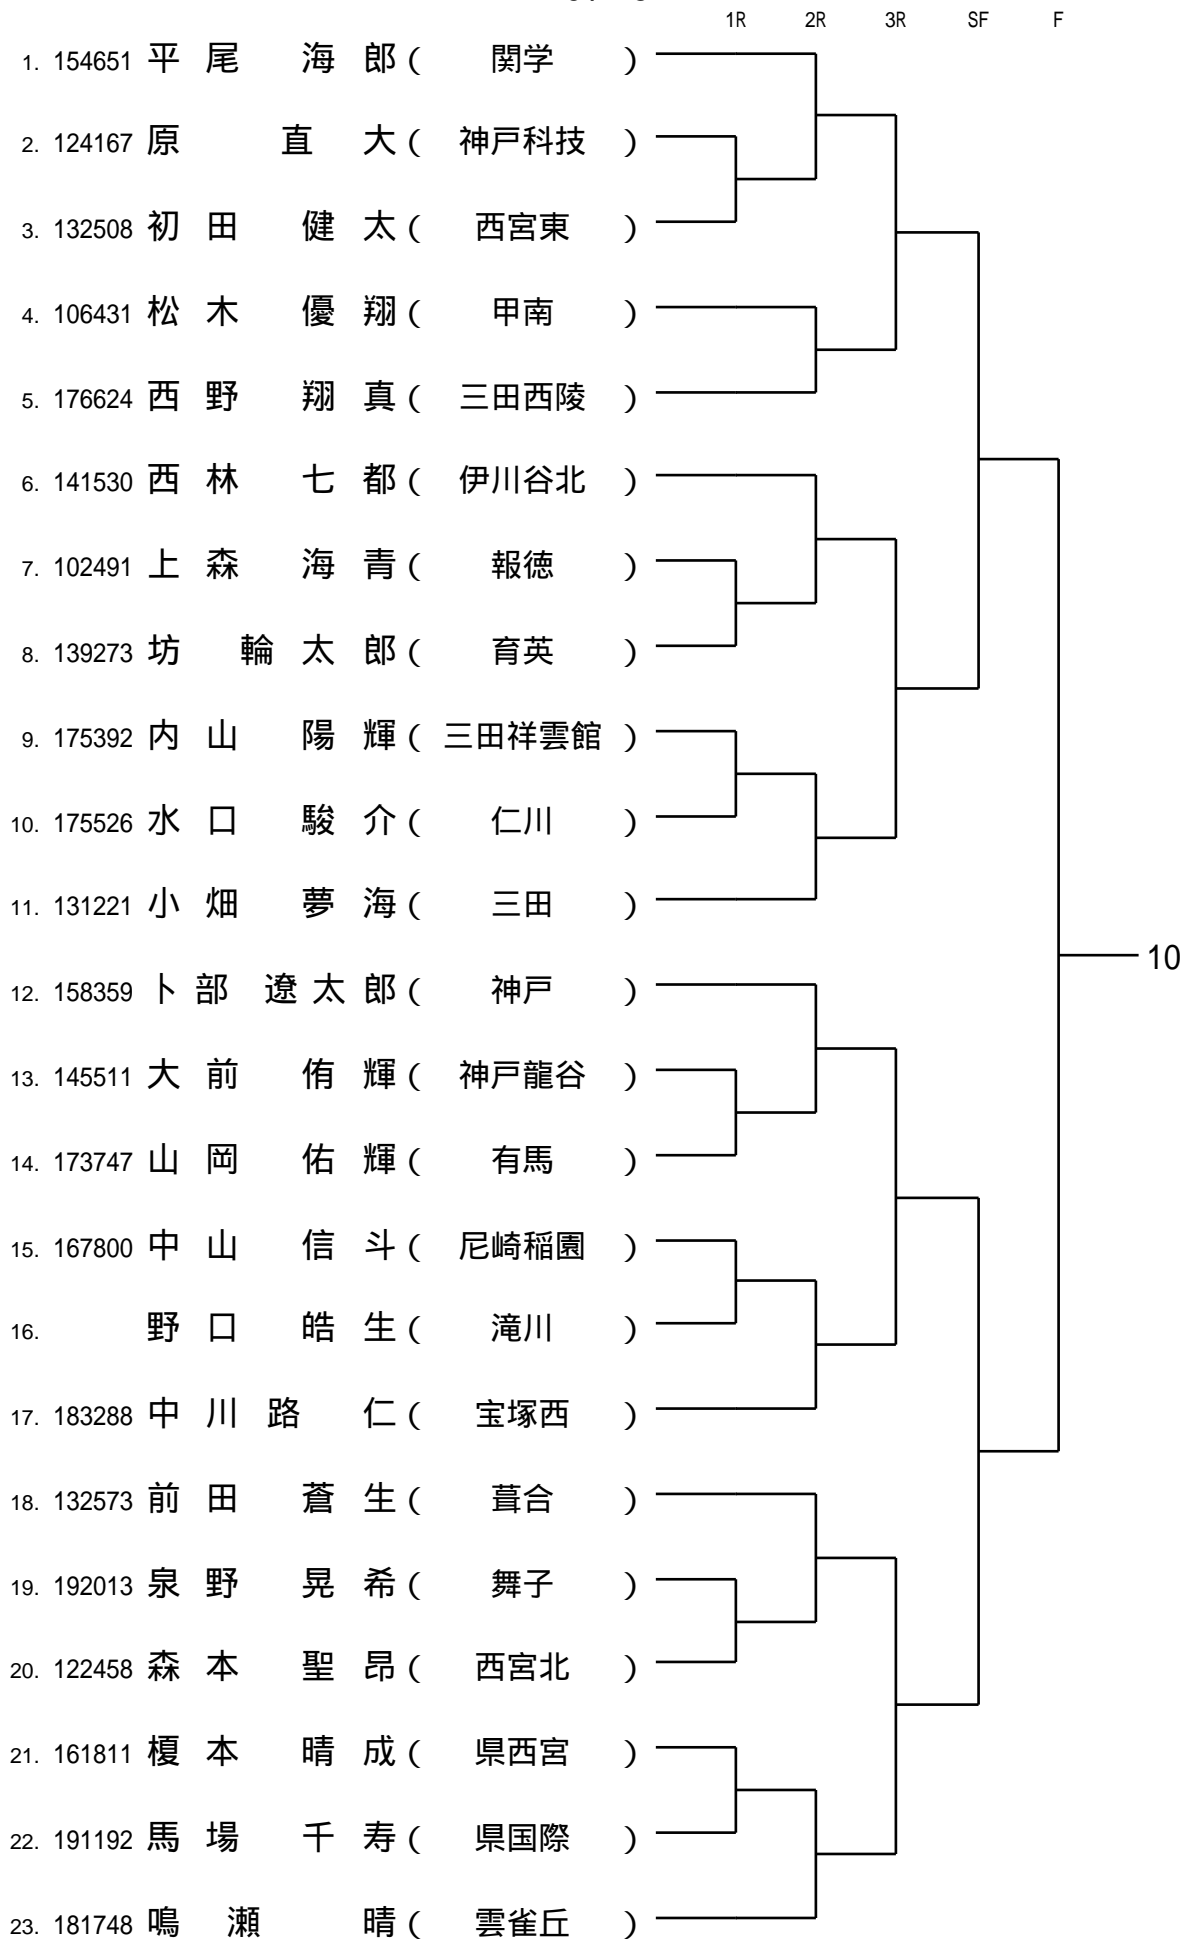 1R 2R 3R SF F
1. 154651 平尾 海郎 ( 関学 )
2. 124167 原 直大 ( 神戸科技 )
3. 132508 初田 健太 ( 西宮東 )
4. 106431 松木 優翔 ( 甲南 )
5. 176624 西野 翔真 ( 三田西陵 )
6. 141530 西林 七都 ( 伊川谷北 )
7. 102491 上森 海青 ( 報徳 )
8. 139273 坊 輪太郎 ( 育英 )
9. 175392 内山 陽輝 ( 三田祥雲館 )
10. 175526 水口 駿介 ( 仁川 )
11. 131221 小畑 夢海 ( 三田 )
10
12. 158359 卜部 遼太郎 ( 神戸 )
13. 145511 大前 侑輝 ( 神戸龍谷 )
14. 173747 山岡 佑輝 ( 有馬 )
15. 167800 中山 信斗 ( 尼崎稲園 )
16. 野口 皓生 ( 滝川 )
17. 183288 中川路 仁 ( 宝塚西 )
18. 132573 前田 蒼生 ( 葺合 )
19. 192013 泉野 晃希 ( 舞子 )
20. 122458 森本 聖昂 ( 西宮北 )
21. 161811 榎本 晴成 ( 県西宮 )
22. 191192 馬場 千寿 ( 県国際 )
23. 181748 鳴瀬 晴 ( 雲雀丘 )